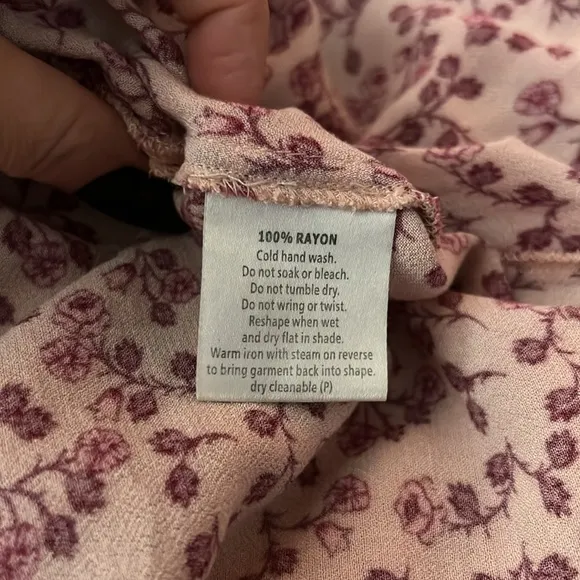 100% RAYON
Cold hand wash.
Do not soak or bleach.
Do not tumble dry.
Do not wring or twist.
Reshape when wet
and dry flat in shade.
Warm iron with steam on reverse
to bring garment back into shape.
dry cleanable (P)